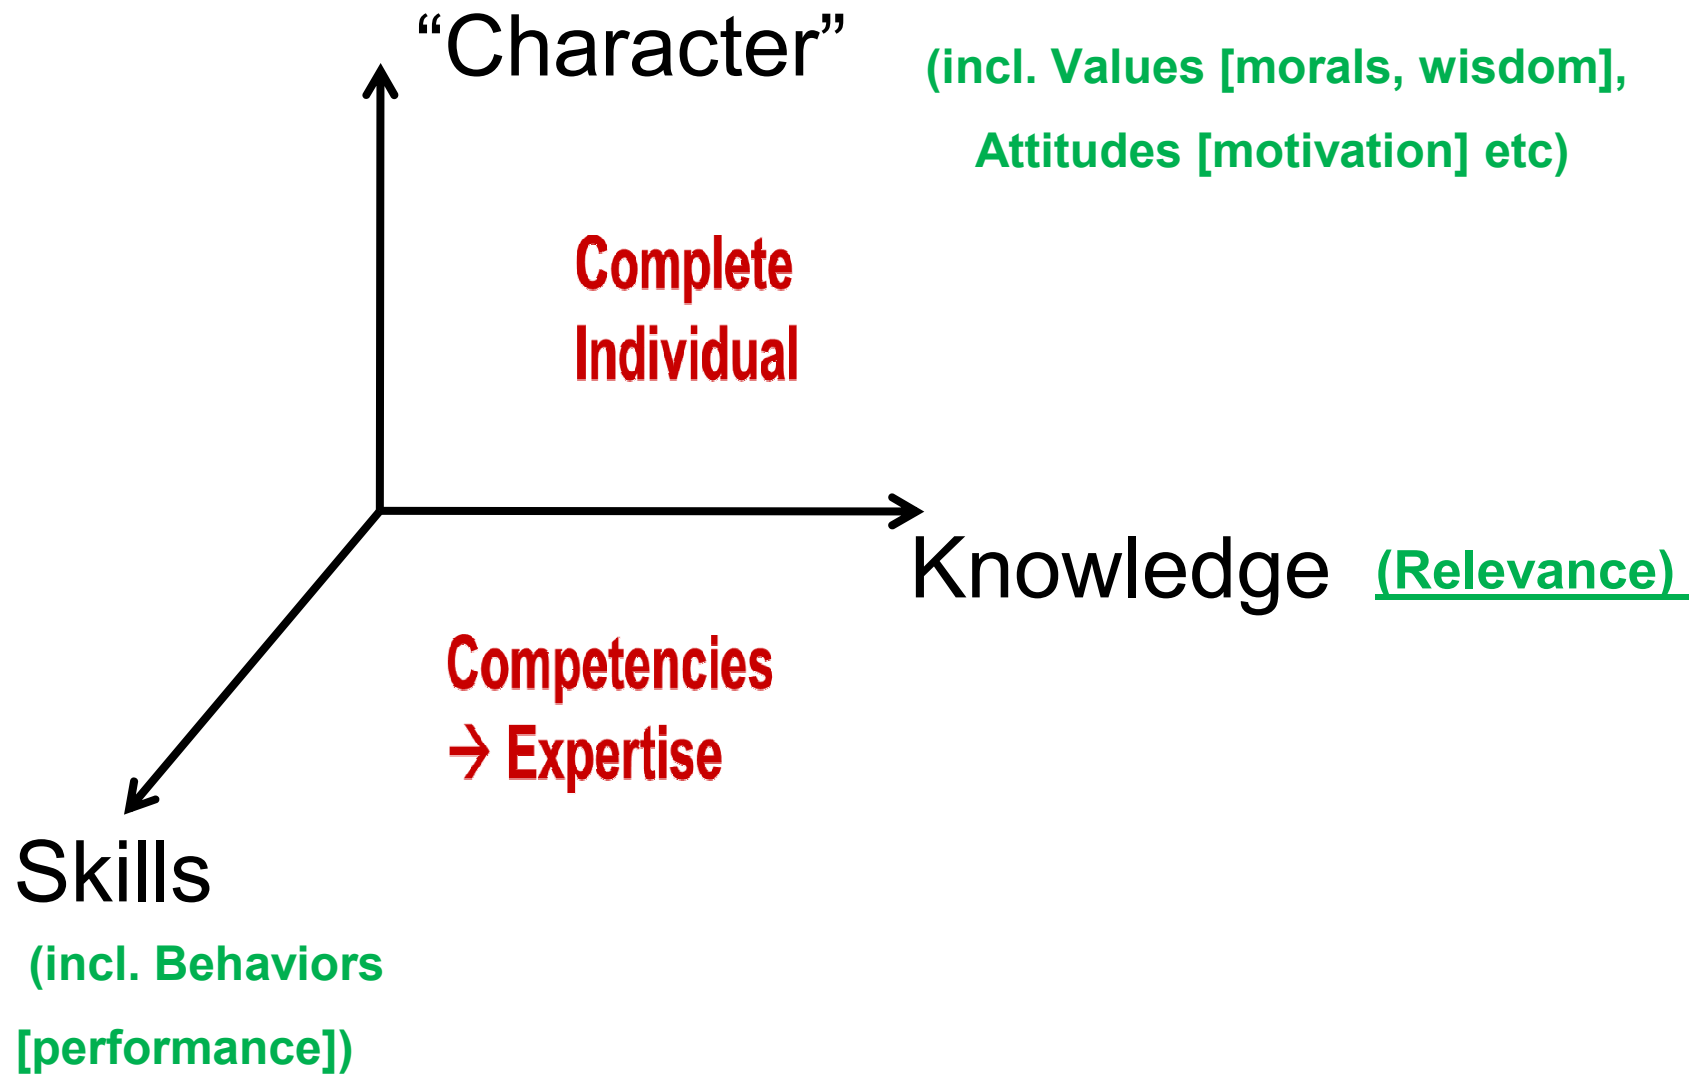 “Character”
(incl. Values [morals, wisdom],
Attitudes [motivation] etc)
Complete
Individual
Knowledge (Relevance)
Competencies
→ Expertise
Skills
(incl. Behaviors
[performance])